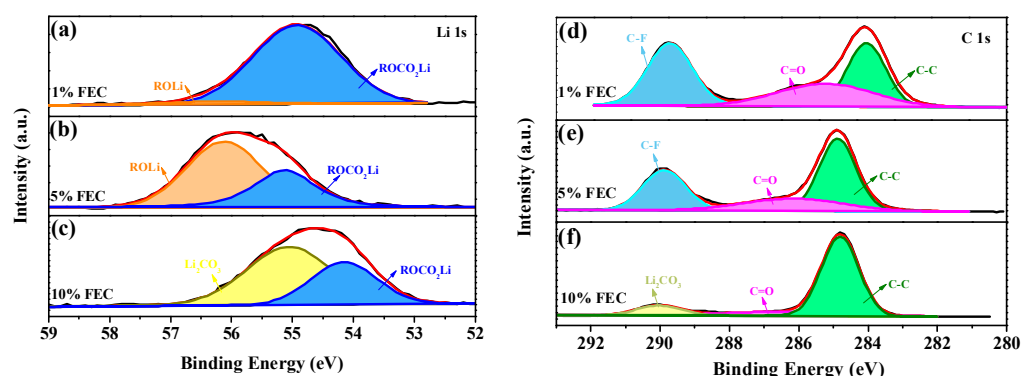 (a)
Li 1s
ROLi
ROCO₂Li
1% FEC
(b)
ROLi
ROCO₂Li
5% FEC
(c)
Li₂CO₃
ROCO₂Li
10% FEC
59 58 57 56 55 54 53 52
Binding Energy (eV)
Intensity (a.u.)
(d)
C 1s
C-F
C=O
C-C
1% FEC
(e)
C-F
C=O
C-C
5% FEC
(f)
Li₂CO₃
C=O
C-C
10% FEC
292 290 288 286 284 282 280
Binding Energy (eV)
Intensity (a.u.)